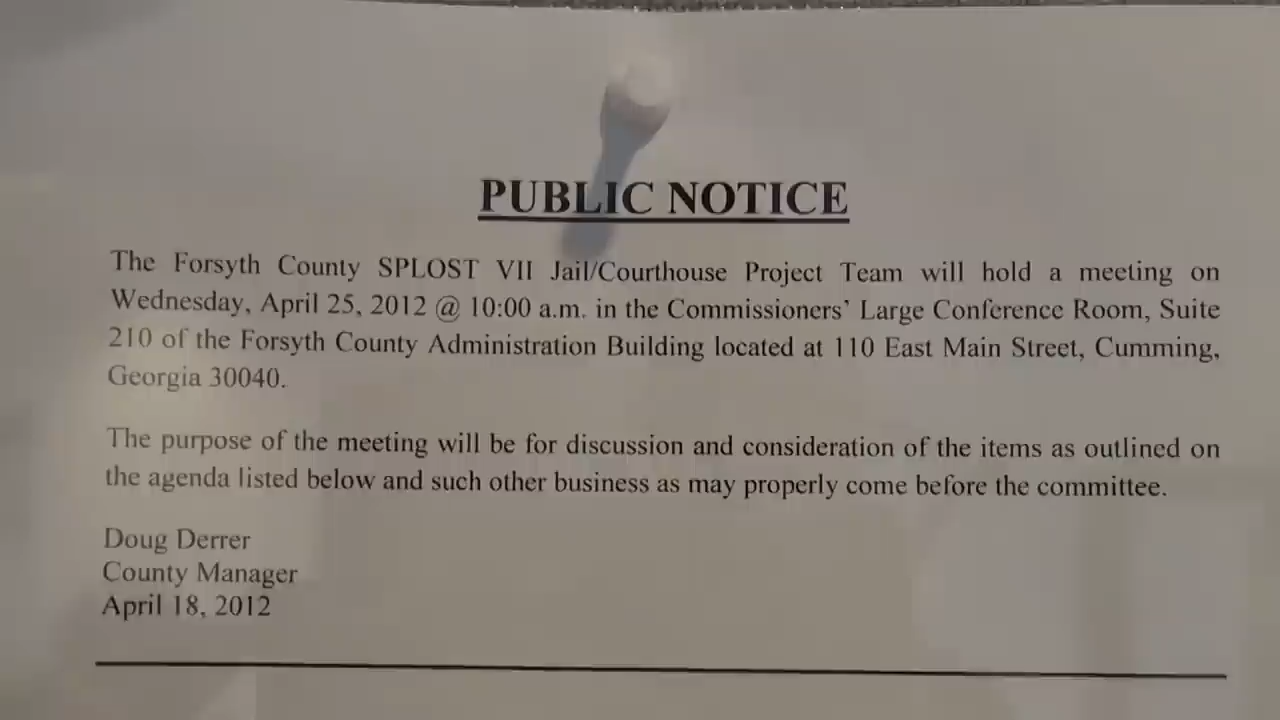 PUBLIC NOTICE
The Forsyth County SPLOST VII Jail/Courthouse Project Team will hold a meeting on
Wednesday, April 25, 2012 @ 10:00 a.m. in the Commissioners' Large Conference Room, Suite
210 of the Forsyth County Administration Building located at 110 East Main Street, Cumming,
Georgia 30040.
The purpose of the meeting will be for discussion and consideration of the items as outlined on
the agenda listed below and such other business as may properly come before the committee.
Doug Derrer
County Manager
April 18, 2012